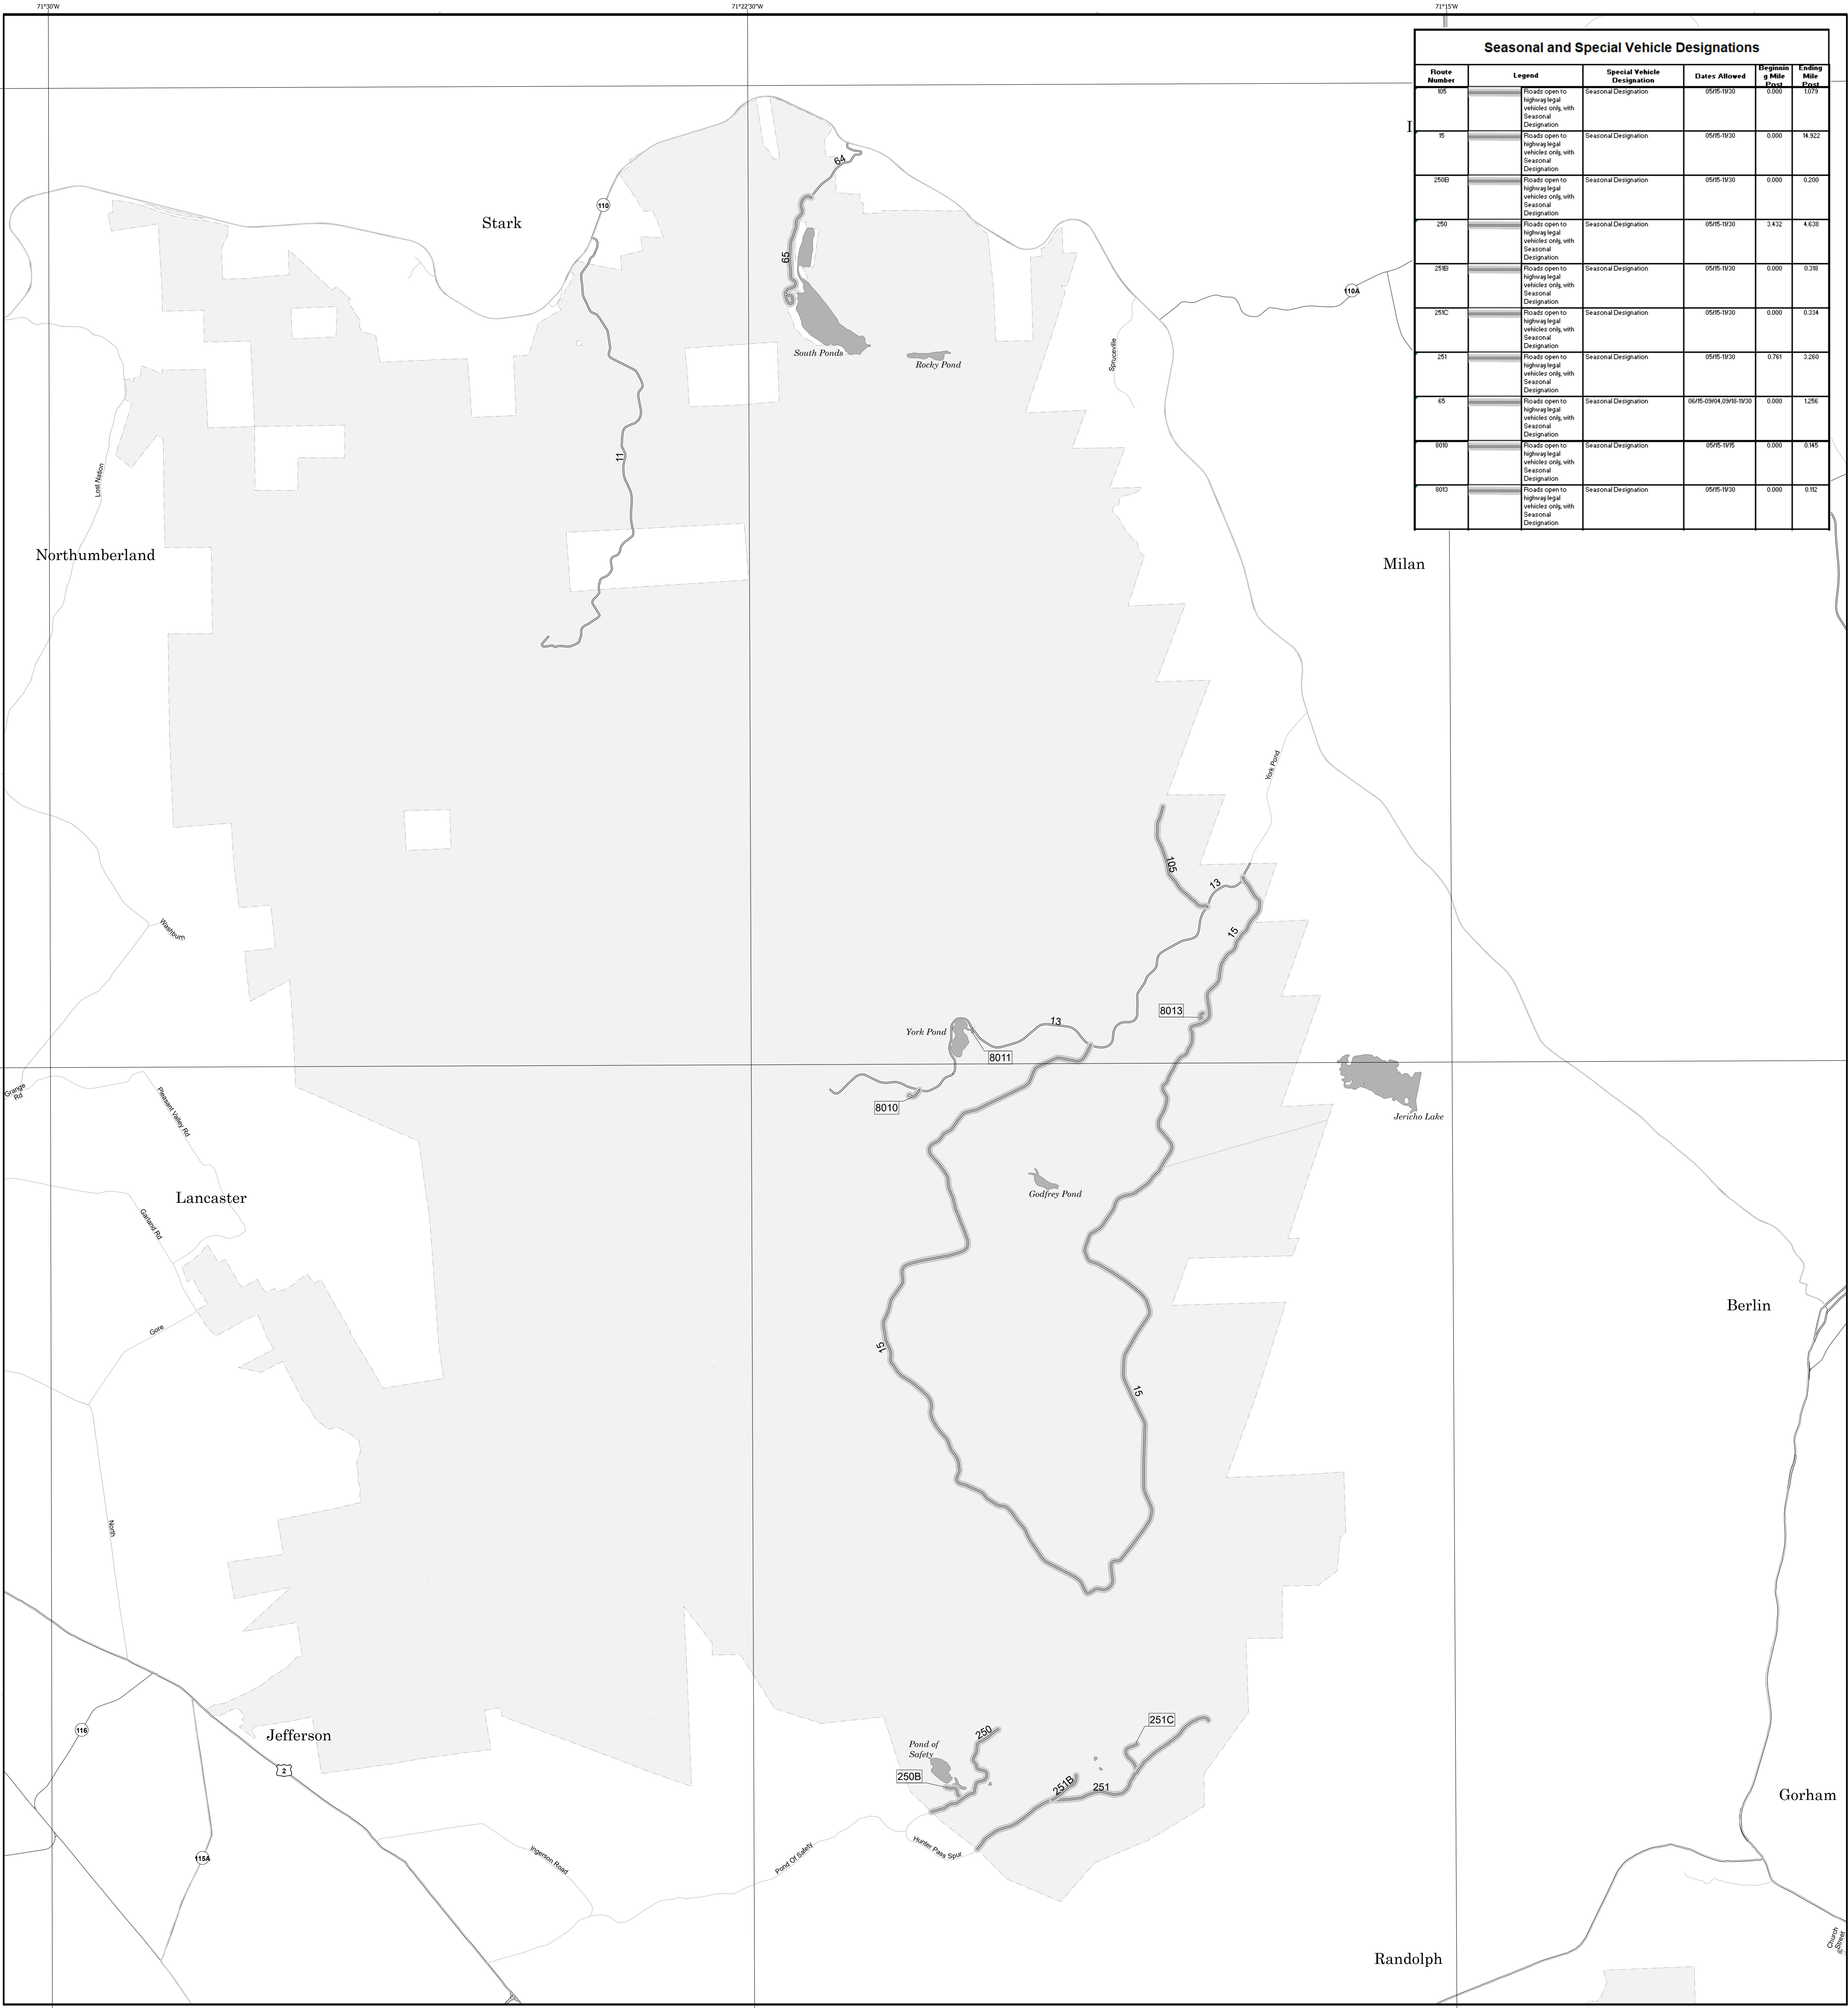 71°30'W
71°22'30"W
71°15'W
Seasonal and Special Vehicle Designations
Route Number Legend Special Vehicle Designation Dates Allowed Beginnin g Mile Post Ending Mile Post
105 Roads open to highway legal vehicles only, with Seasonal Designation Seasonal Designation 05/15-11/30 0.000 1.079
15 Roads open to highway legal vehicles only, with Seasonal Designation Seasonal Designation 05/15-11/30 0.000 14.922
250B Roads open to highway legal vehicles only, with Seasonal Designation Seasonal Designation 05/15-11/30 0.000 0.200
250 Roads open to highway legal vehicles only, with Seasonal Designation Seasonal Designation 05/15-11/30 3.432 4.638
251B Roads open to highway legal vehicles only, with Seasonal Designation Seasonal Designation 05/15-11/30 0.000 0.318
251C Roads open to highway legal vehicles only, with Seasonal Designation Seasonal Designation 05/15-11/30 0.000 0.334
251 Roads open to highway legal vehicles only, with Seasonal Designation Seasonal Designation 05/15-11/30 0.761 3.260
65 Roads open to highway legal vehicles only, with Seasonal Designation Seasonal Designation 06/15-09/04,09/18-11/30 0.000 1.256
8010 Roads open to highway legal vehicles only, with Seasonal Designation Seasonal Designation 05/15-11/15 0.000 0.145
8013 Roads open to highway legal vehicles only, with Seasonal Designation Seasonal Designation 05/15-11/30 0.000 0.112
64
110
Stark
65
110A
South Ponds
Rocky Pond
Spruceville
11
Lost Nation
Northumberland
Milan
York Pond
105
13
15
Washburn
8013
13
York Pond
8011
Grange
Rd
Pleasant Valley Rd
8010
Jericho Lake
Godfrey Pond
Lancaster
Garland Rd
Berlin
Gore
15
15
North
116
Jefferson
2
250
251C
Pond of
Safety
250B
251B
251
Gorham
115A
Ingerson Road
Pond Of Safety
Hunter Pass Spur
Church
Street
Randolph